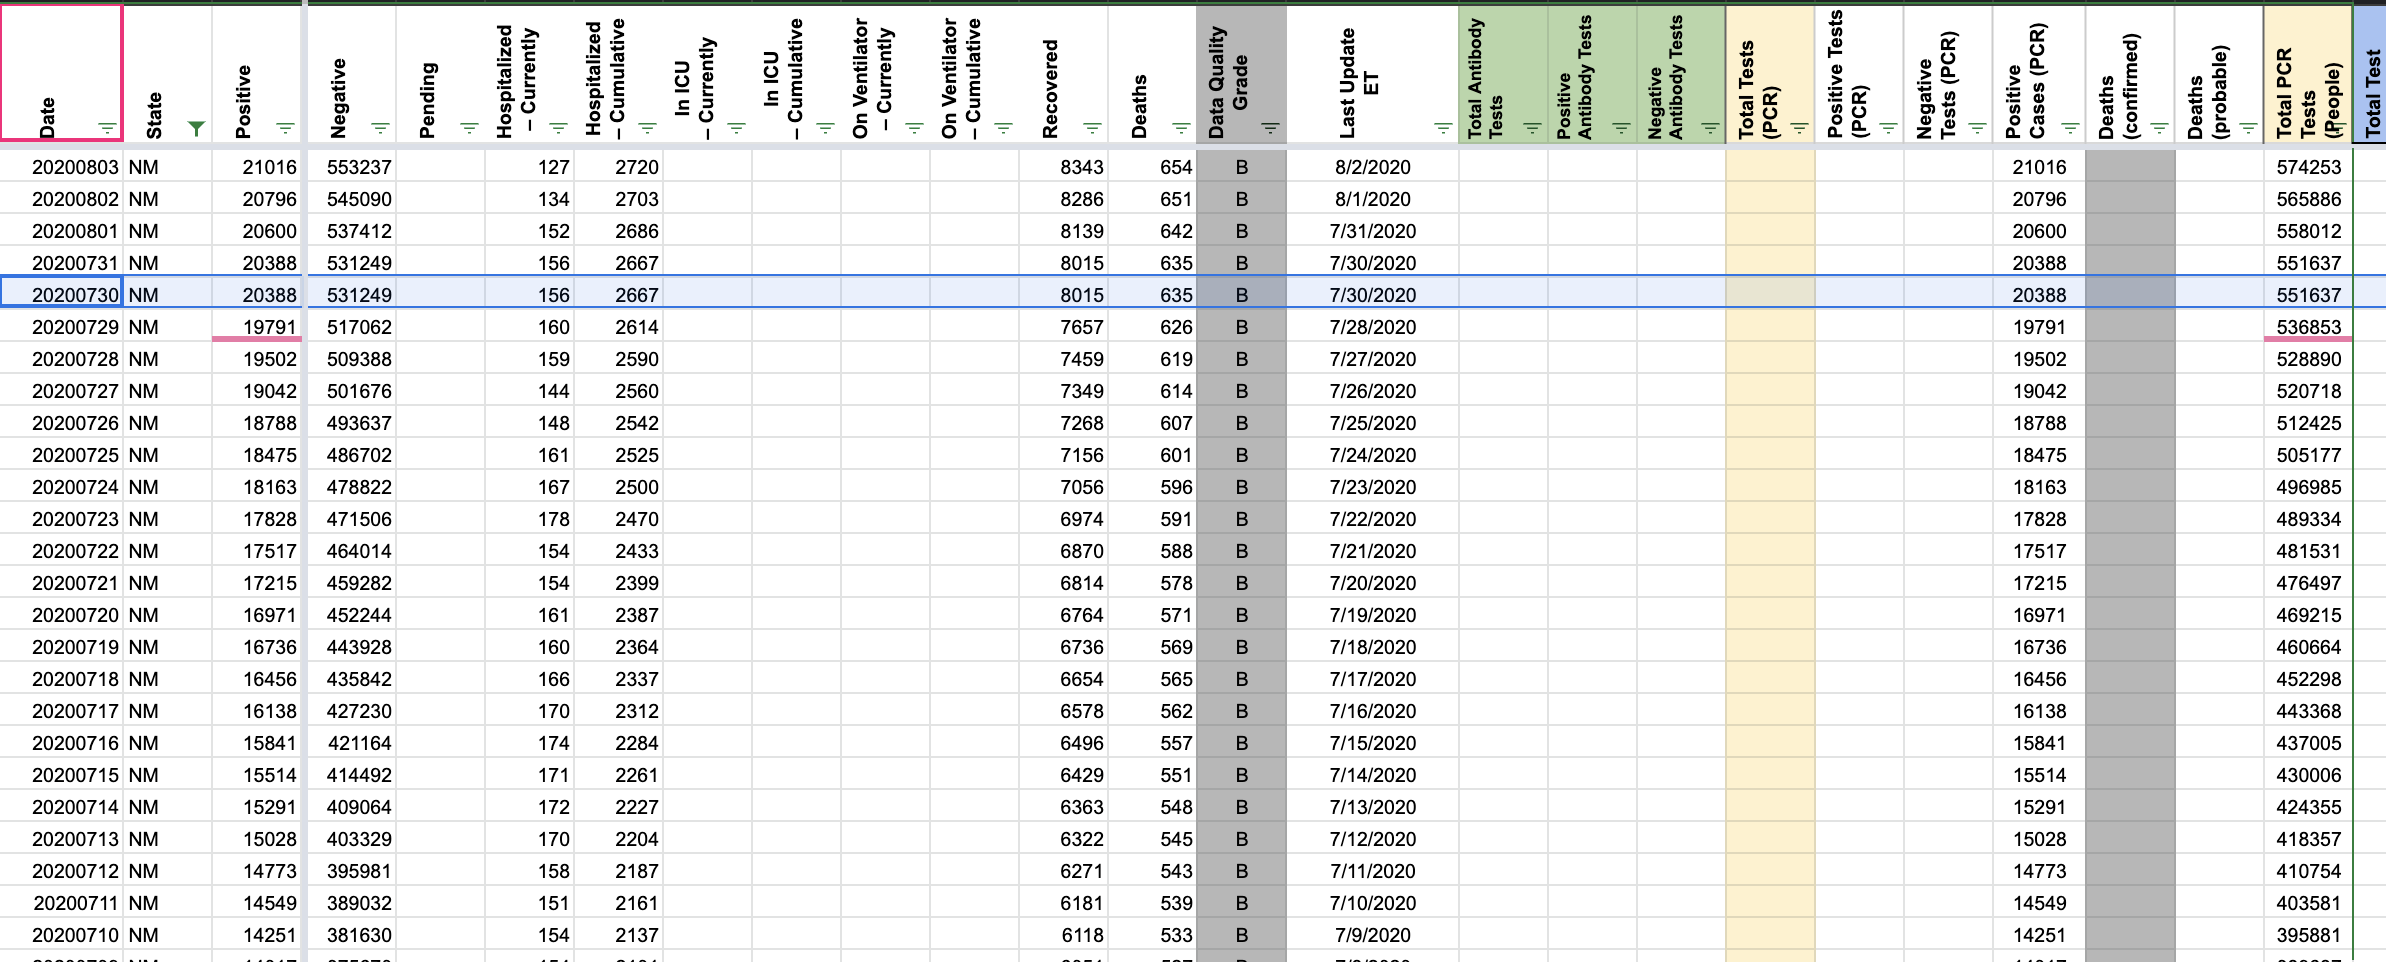 Date State Positive Negative Pending Hospitalized – Currently Hospitalized – Cumulative In ICU – Currently In ICU – Cumulative On Ventilator – Currently On Ventilator – Cumulative Recovered Deaths Data Quality Grade Last Update ET Total Antibody Tests Positive Antibody Tests Negative Antibody Tests Total Tests (PCR) Positive Tests (PCR) Negative Tests (PCR) Positive Cases (PCR) Deaths (confirmed) Deaths (probable) Total PCR Tests (People) Total Test
20200803 NM 21016 553237 127 2720 8343 654 B 8/2/2020 21016 574253
20200802 NM 20796 545090 134 2703 8286 651 B 8/1/2020 20796 565886
20200801 NM 20600 537412 152 2686 8139 642 B 7/31/2020 20600 558012
20200731 NM 20388 531249 156 2667 8015 635 B 7/30/2020 20388 551637
20200730 NM 20388 531249 156 2667 8015 635 B 7/30/2020 20388 551637
20200729 NM 19791 517062 160 2614 7657 626 B 7/28/2020 19791 536853
20200728 NM 19502 509388 159 2590 7459 619 B 7/27/2020 19502 528890
20200727 NM 19042 501676 144 2560 7349 614 B 7/26/2020 19042 520718
20200726 NM 18788 493637 148 2542 7268 607 B 7/25/2020 18788 512425
20200725 NM 18475 486702 161 2525 7156 601 B 7/24/2020 18475 505177
20200724 NM 18163 478822 167 2500 7056 596 B 7/23/2020 18163 496985
20200723 NM 17828 471506 178 2470 6974 591 B 7/22/2020 17828 489334
20200722 NM 17517 464014 154 2433 6870 588 B 7/21/2020 17517 481531
20200721 NM 17215 459282 154 2399 6814 578 B 7/20/2020 17215 476497
20200720 NM 16971 452244 161 2387 6764 571 B 7/19/2020 16971 469215
20200719 NM 16736 443928 160 2364 6736 569 B 7/18/2020 16736 460664
20200718 NM 16456 435842 166 2337 6654 565 B 7/17/2020 16456 452298
20200717 NM 16138 427230 170 2312 6578 562 B 7/16/2020 16138 443368
20200716 NM 15841 421164 174 2284 6496 557 B 7/15/2020 15841 437005
20200715 NM 15514 414492 171 2261 6429 551 B 7/14/2020 15514 430006
20200714 NM 15291 409064 172 2227 6363 548 B 7/13/2020 15291 424355
20200713 NM 15028 403329 170 2204 6322 545 B 7/12/2020 15028 418357
20200712 NM 14773 395981 158 2187 6271 543 B 7/11/2020 14773 410754
20200711 NM 14549 389032 151 2161 6181 539 B 7/10/2020 14549 403581
20200710 NM 14251 381630 154 2137 6118 533 B 7/9/2020 14251 395881